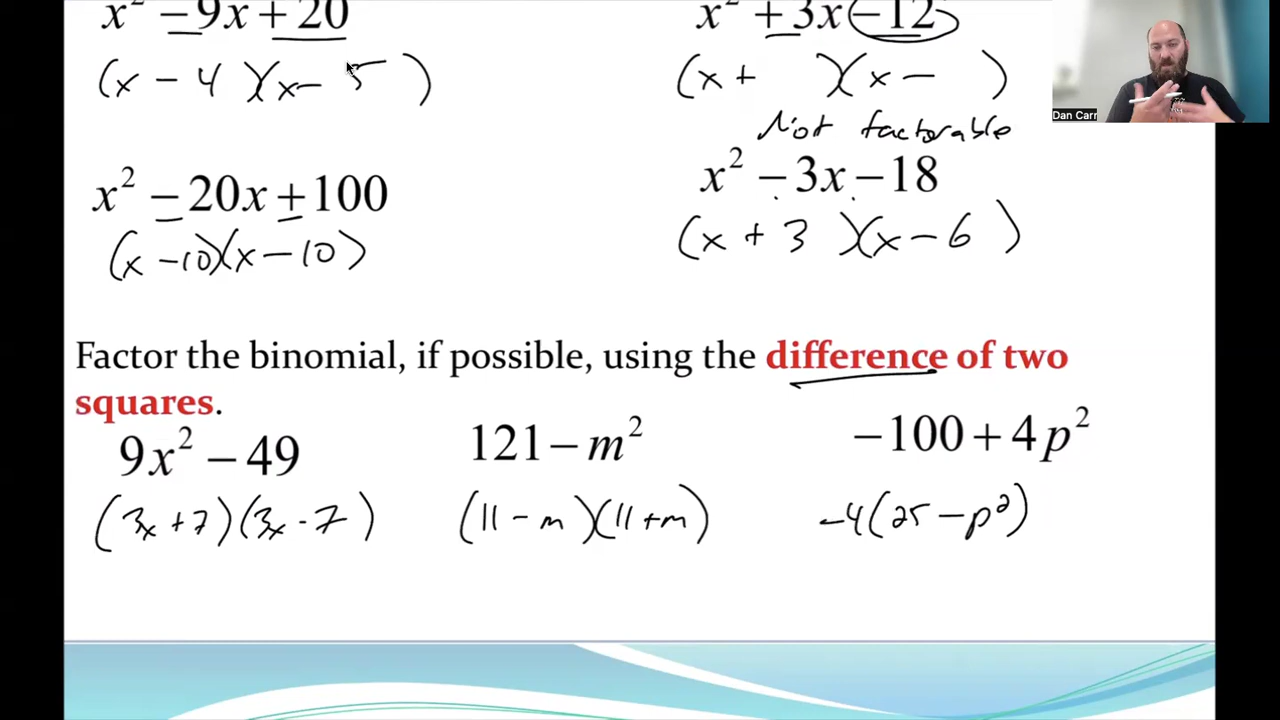 x² − 9x + 20
x² + 3x − 12
(x − 4)(x − 5)
(x + )(x − )
Not factorable
Dan Carr
x² − 20x + 100
x² − 3x − 18
(x − 10)(x − 10)
(x + 3)(x − 6)
Factor the binomial, if possible, using the difference of two
squares.
9x² − 49
121 − m²
−100 + 4p²
(3x + 7)(3x − 7)
(11 − m)(11 + m)
−4(25 − p²)